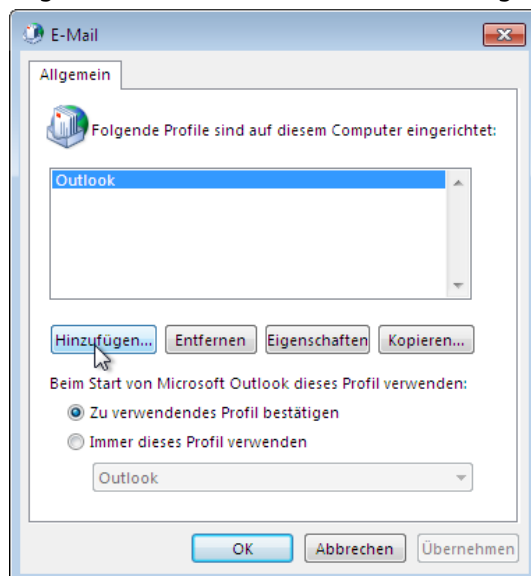 E-Mail
Allgemein
Folgende Profile sind auf diesem Computer eingerichtet:
Outlook
Hinzufügen... Entfernen Eigenschaften Kopieren...
Beim Start von Microsoft Outlook dieses Profil verwenden:
Zu verwendendes Profil bestätigen
Immer dieses Profil verwenden
Outlook
OK Abbrechen Übernehmen